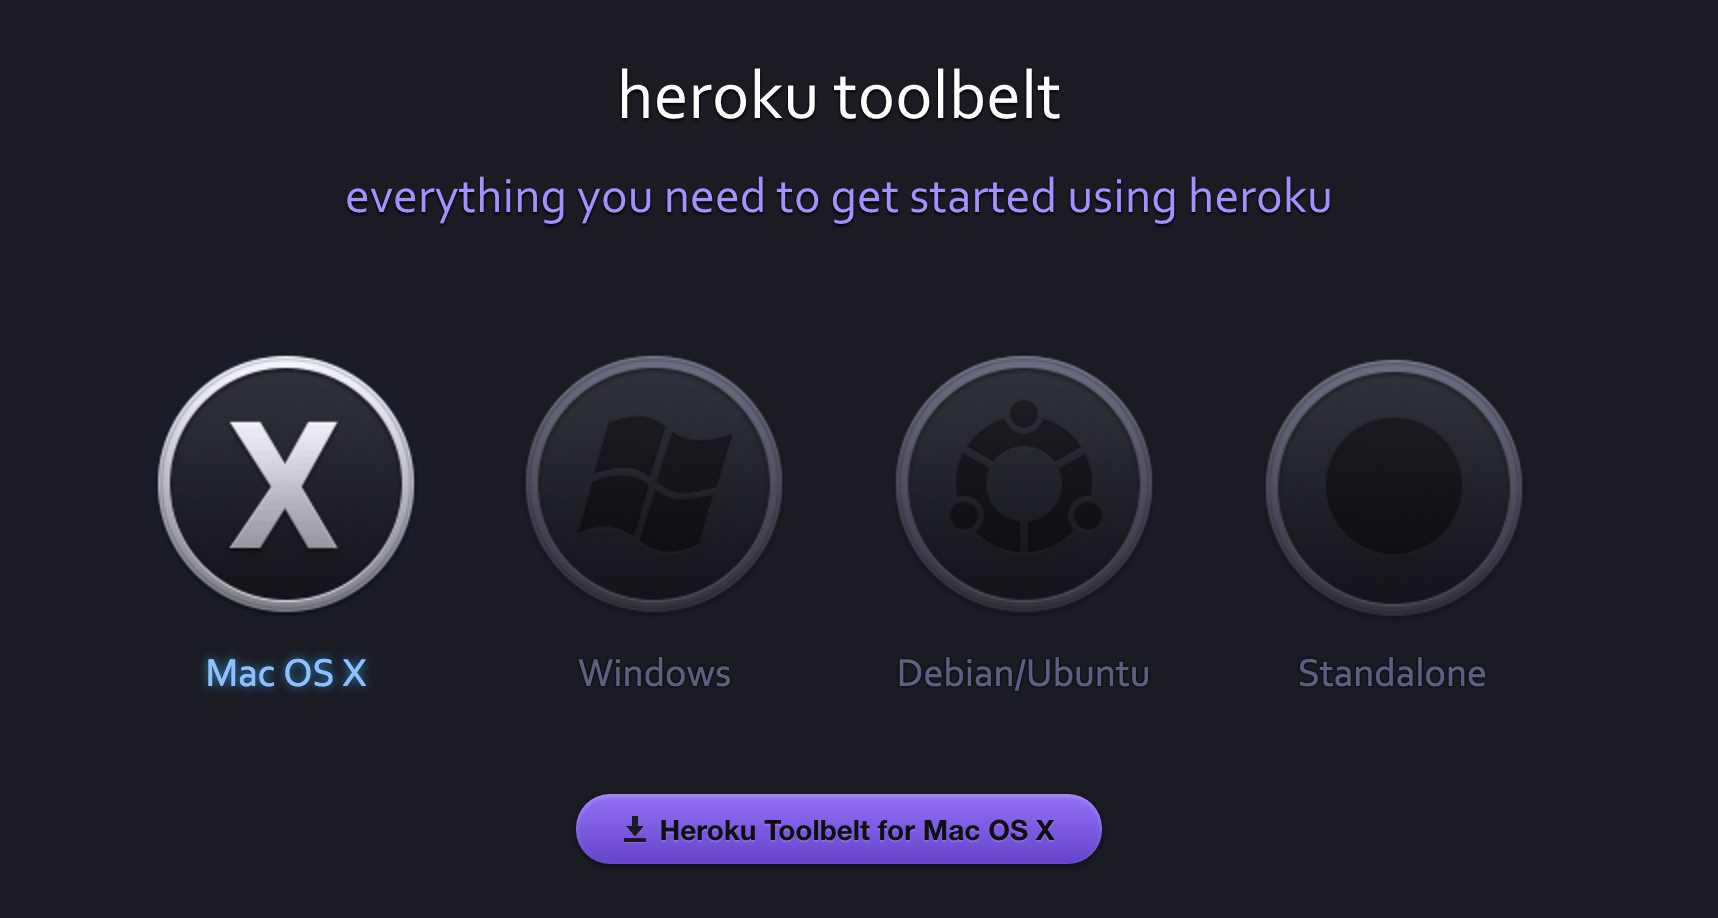 heroku toolbelt
everything you need to get started using heroku
X
Mac OS X
Windows
Debian/Ubuntu
Standalone
Heroku Toolbelt for Mac OS X